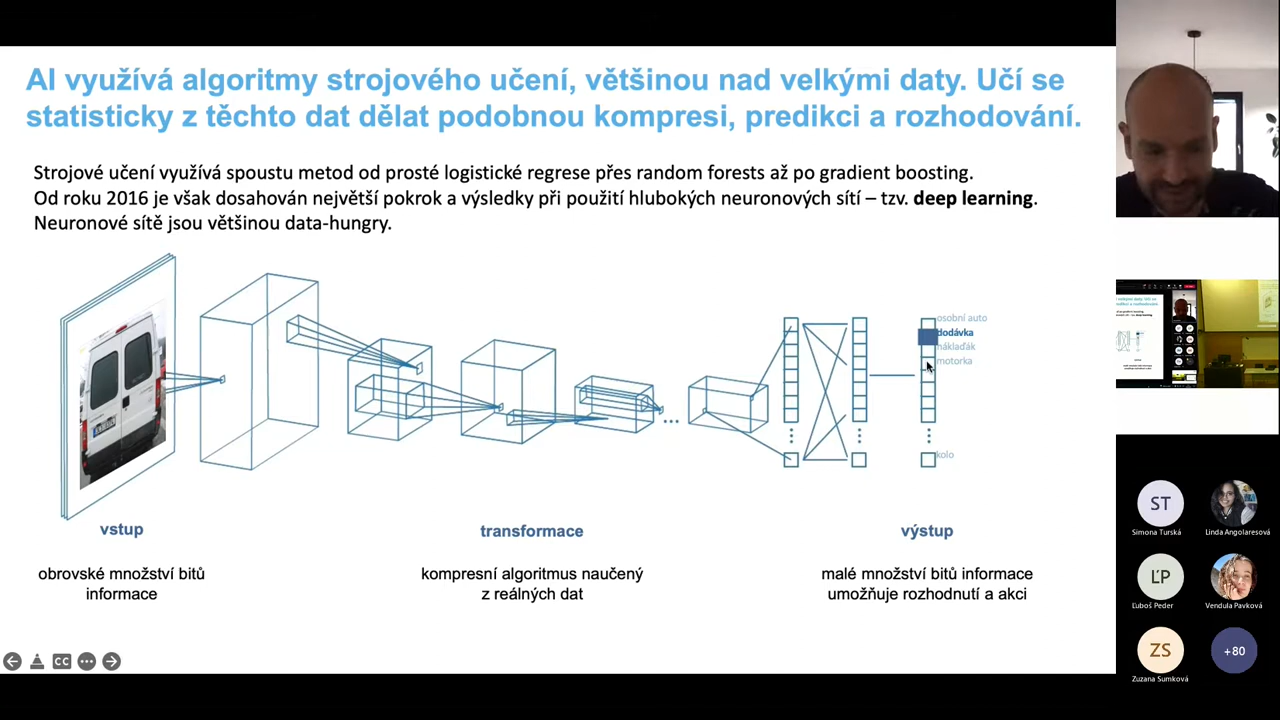 AI využívá algoritmy strojového učení, většinou nad velkými daty. Učí se
statisticky z těchto dat dělat podobnou kompresi, predikci a rozhodování.
Strojové učení využívá spoustu metod od prosté logistické regrese přes random forests až po gradient boosting.
Od roku 2016 je však dosahován největší pokrok a výsledky při použití hlubokých neuronových sítí – tzv. deep learning.
Neuronové sítě jsou většinou data-hungry.
osobní auto
dodávka
náklaďák
motorka
...
kolo
vstup
transformace
výstup
obrovské množství bitů
informace
kompresní algoritmus naučený
z reálných dat
malé množství bitů informace
umožňuje rozhodnutí a akci
CC
ST
Simona Turská
Linda Angolaresová
ĽP
Ľuboš Peder
Vendula Pavková
ZS
Zuzana Sumková
+80